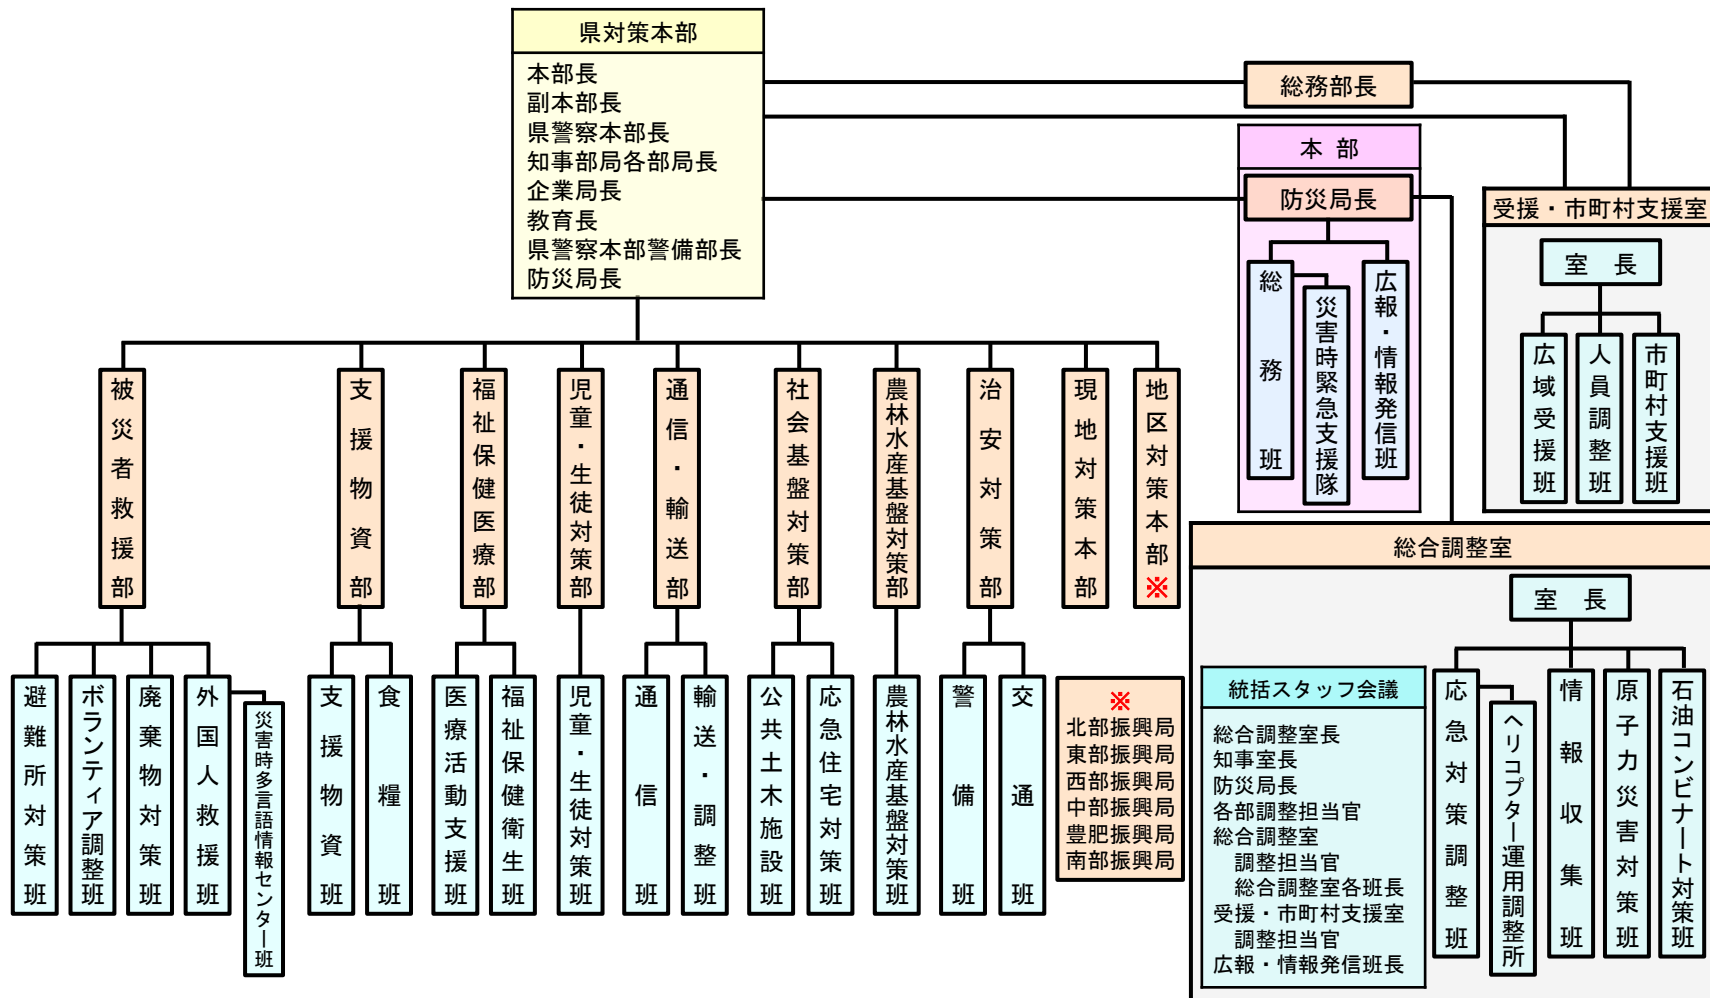 県対策本部
本部長
副本部長
県警察本部長
知事部局各部局長
企業局長
教育長
県警察本部警備部長
防災局長
総務部長
本部
防災局長
総務班
災害時緊急支援隊
広報・情報発信班
受援・市町村支援室
室長
広域受援班
人員調整班
市町村支援班
被災者救援部
支援物資部
福祉保健医療部
児童・生徒対策部
通信・輸送部
社会基盤対策部
農林水産基盤対策部
治安対策部
現地対策本部
地区対策本部※
避難所対策班
ボランティア調整班
廃棄物対策班
外国人救援班
災害時多言語情報センター班
支援物資班
食糧班
医療活動支援班
福祉保健衛生班
児童・生徒対策班
通信班
輸送・調整班
公共土木施設班
応急住宅対策班
農林水産基盤対策班
警備班
交通班
※
北部振興局
東部振興局
西部振興局
中部振興局
豊肥振興局
南部振興局
総合調整室
室長
統括スタッフ会議
総合調整室長
知事室長
防災局長
各部調整担当官
総合調整室
調整担当官
総合調整室各班長
受援・市町村支援室
調整担当官
広報・情報発信班長
応急対策調整班
ヘリコプター運用調整所
情報収集班
原子力災害対策班
石油コンビナート対策班